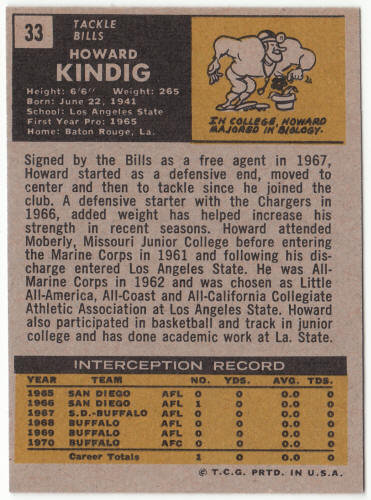 33
TACKLE
BILLS
HOWARD
KINDIG
Height: 6'6" Weight: 265
Born: June 22, 1941
School: Los Angeles State
First Year Pro: 1965
Home: Baton Rouge, La.
IN COLLEGE, HOWARD
MAJORED IN BIOLOGY.
Signed by the Bills as a free agent in 1967,
Howard started as a defensive end, moved to
center and then to tackle since he joined the
club. A defensive starter with the Chargers in
1966, added weight has helped increase his
strength in recent seasons. Howard attended
Moberly, Missouri Junior College before entering
the Marine Corps in 1961 and following his dis-
charge entered Los Angeles State. He was All-
Marine Corps in 1962 and was chosen as Little
All-America, All-Coast and All-California Collegiate
Athletic Association at Los Angeles State. Howard
also participated in basketball and track in junior
college and has done academic work at La. State.
INTERCEPTION RECORD
YEAR TEAM NO. YDS. AVG. TDS.
1965 SAN DIEGO AFL 0 0 0.0 0
1966 SAN DIEGO AFL 1 0 0.0 0
1967 S.D.-BUFFALO AFL 0 0 0.0 0
1968 BUFFALO AFL 0 0 0.0 0
1969 BUFFALO AFL 0 0 0.0 0
1970 BUFFALO AFC 0 0 0.0 0
Career Totals 1 0 0.0 0
© T.C.G. PRTD. IN U.S.A.